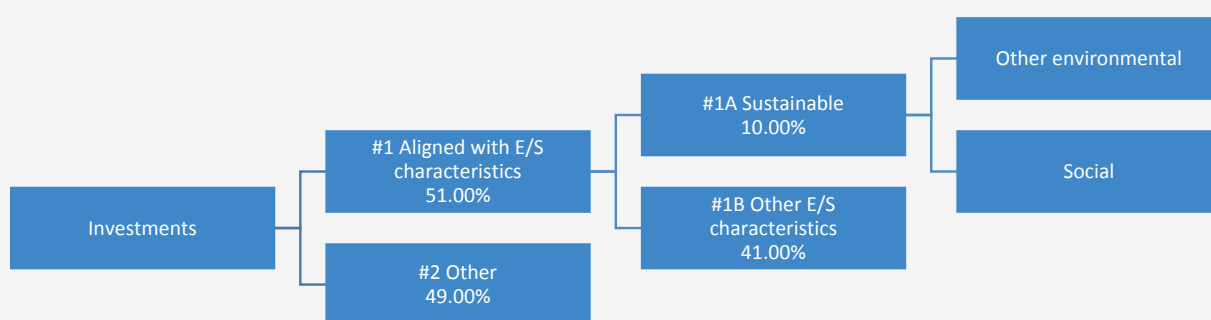 Investments
#1 Aligned with E/S
characteristics
51.00%
#2 Other
49.00%
#1A Sustainable
10.00%
#1B Other E/S
characteristics
41.00%
Other environmental
Social